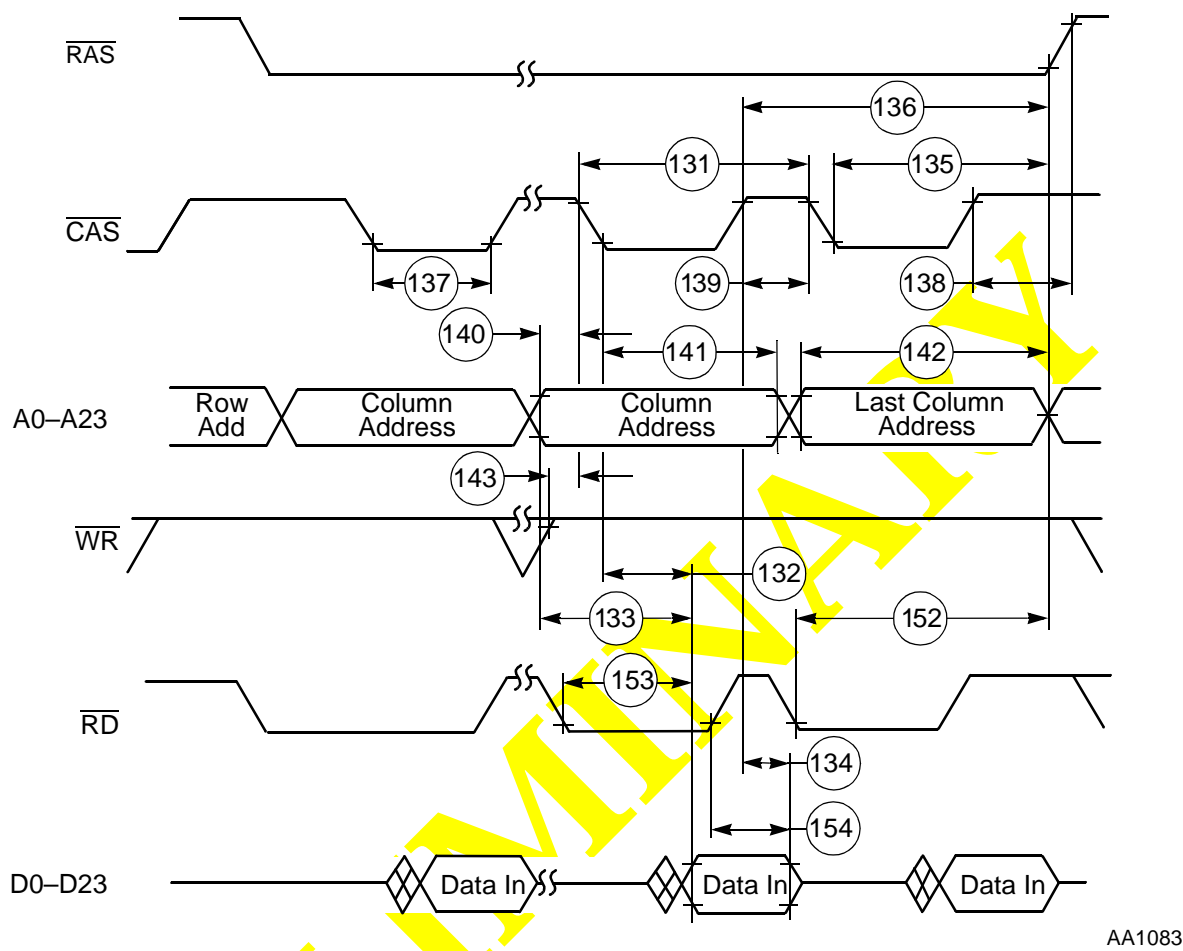 RAS
136
131
135
CAS
137
139
138
140
141
142
A0–A23
Row Add
Column Address
Column Address
Last Column Address
143
WR
132
133
152
153
RD
134
154
D0–D23
Data In
Data In
Data In
AA1083